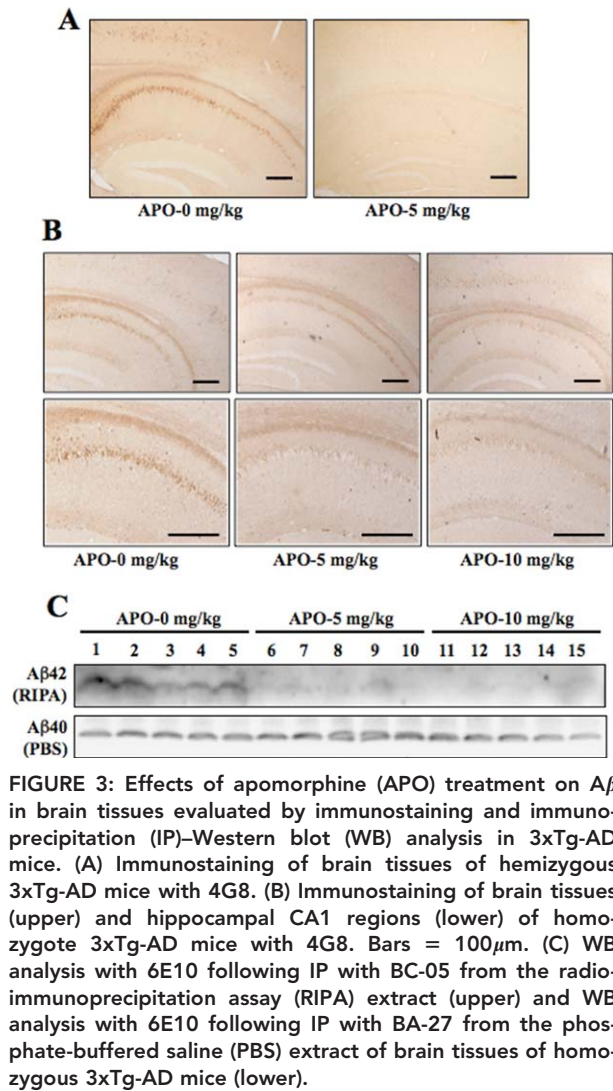 A
APO-0 mg/kg APO-5 mg/kg
B
APO-0 mg/kg APO-5 mg/kg APO-10 mg/kg
C
APO-0 mg/kg APO-5 mg/kg APO-10 mg/kg
1 2 3 4 5 6 7 8 9 10 11 12 13 14 15
Aβ42
(RIPA)
Aβ40
(PBS)
FIGURE 3: Effects of apomorphine (APO) treatment on Aβ
in brain tissues evaluated by immunostaining and immuno-
precipitation (IP)–Western blot (WB) analysis in 3xTg-AD
mice. (A) Immunostaining of brain tissues of hemizygous
3xTg-AD mice with 4G8. (B) Immunostaining of brain tissues
(upper) and hippocampal CA1 regions (lower) of homo-
zygote 3xTg-AD mice with 4G8. Bars = 100μm. (C) WB
analysis with 6E10 following IP with BC-05 from the radio-
immunoprecipitation assay (RIPA) extract (upper) and WB
analysis with 6E10 following IP with BA-27 from the phos-
phate-buffered saline (PBS) extract of brain tissues of homo-
zygous 3xTg-AD mice (lower).